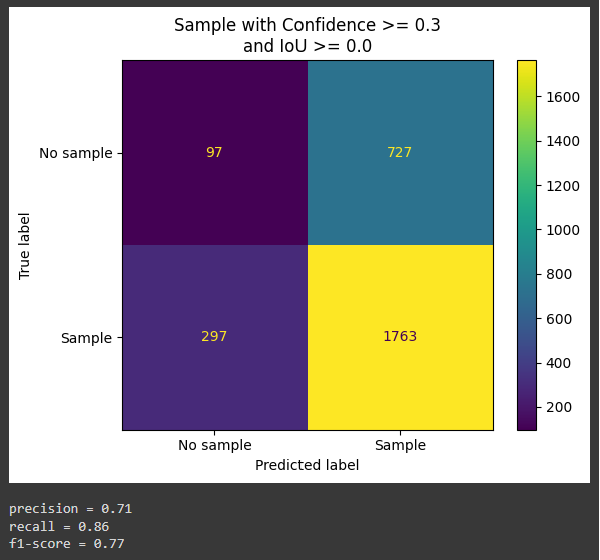 Sample with Confidence >= 0.3
and IoU >= 0.0
No sample
97
727
Sample
297
1763
No sample
Sample
Predicted label
True label
1600
1400
1200
1000
800
600
400
200
precision = 0.71
recall = 0.86
f1-score = 0.77